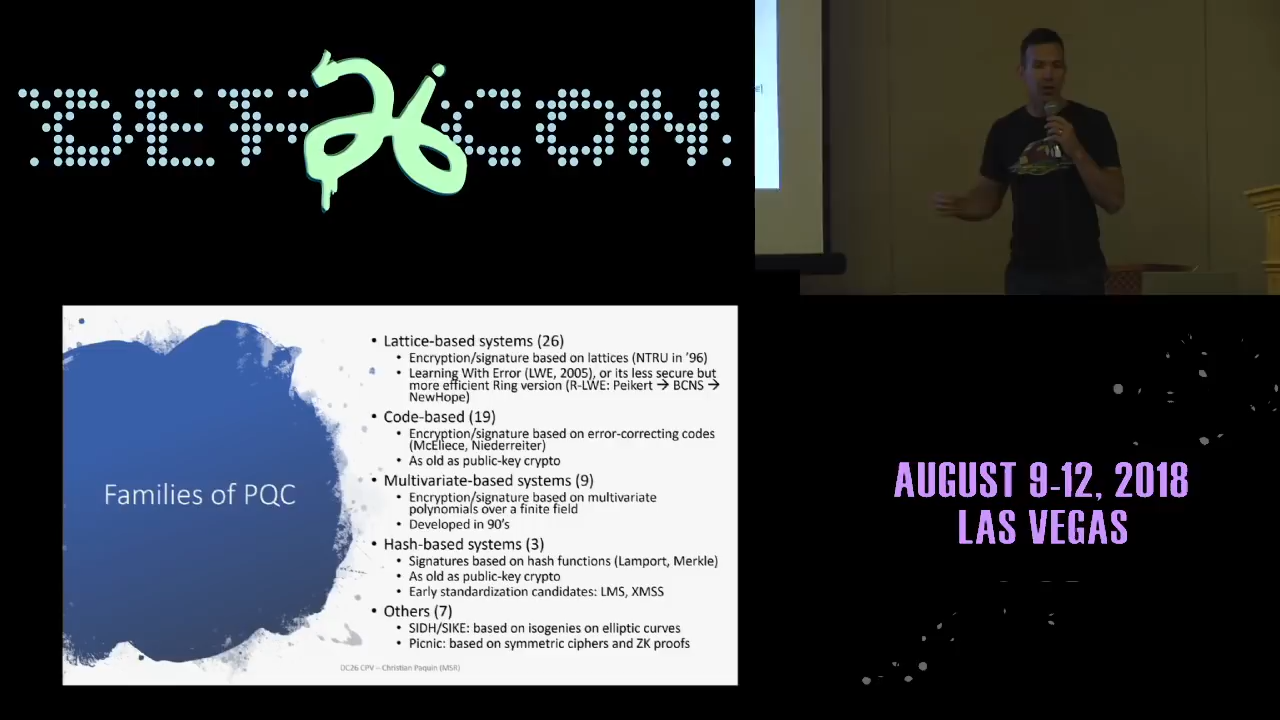 DEF 26 CON
AUGUST 9-12, 2018
LAS VEGAS
Families of PQC
• Lattice-based systems (26)
• Encryption/signature based on lattices (NTRU in '96)
• Learning With Error (LWE, 2005), or its less secure but
more efficient Ring version (R-LWE: Peikert → BCNS →
NewHope)
• Code-based (19)
• Encryption/signature based on error-correcting codes
(McEliece, Niederreiter)
• As old as public-key crypto
• Multivariate-based systems (9)
• Encryption/signature based on multivariate
polynomials over a finite field
• Developed in 90's
• Hash-based systems (3)
• Signatures based on hash functions (Lamport, Merkle)
• As old as public-key crypto
• Early standardization candidates: LMS, XMSS
• Others (7)
• SIDH/SIKE: based on isogenies on elliptic curves
• Picnic: based on symmetric ciphers and ZK proofs
DC26 CPV – Christian Paquin (MSR)